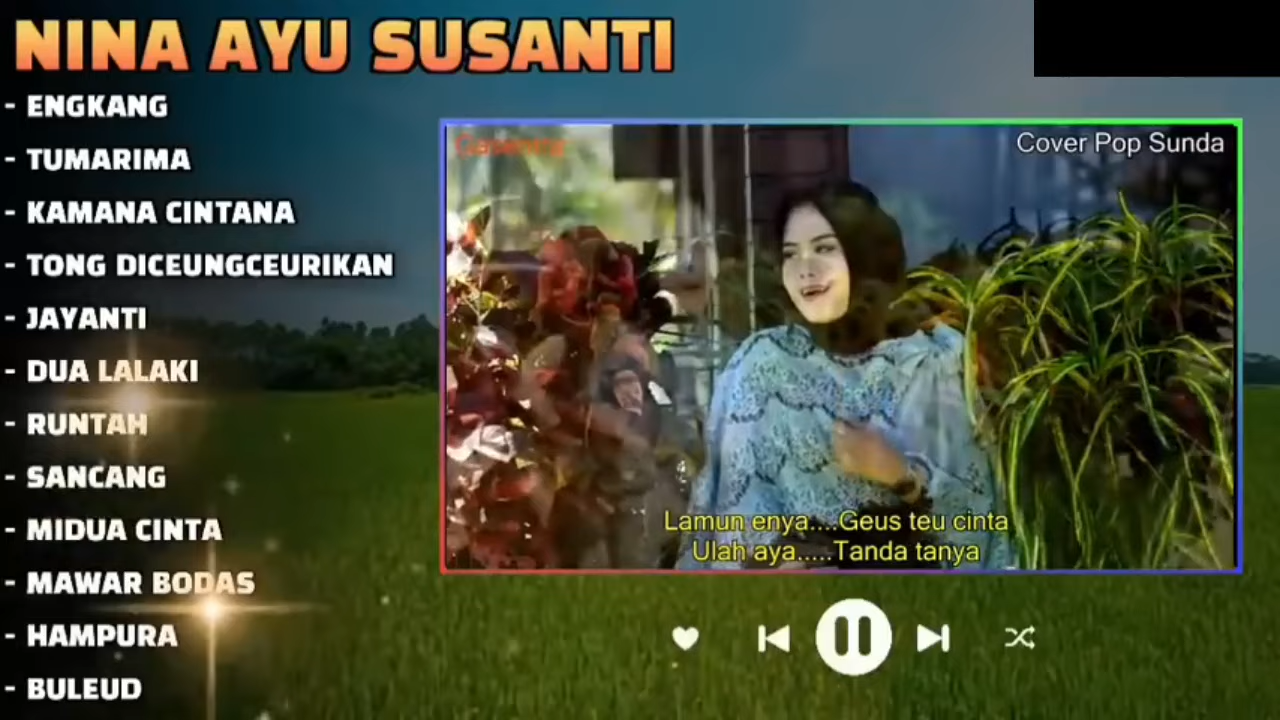 NINA AYU SUSANTI
- ENGKANG
- TUMARIMA
- KAMANA CINTANA
- TONG DICEUNGCEURIKAN
- JAYANTI
- DUA LALAKI
- RUNTAH
- SANCANG
- MIDUA CINTA
- MAWAR BODAS
- HAMPURA
- BULEUD
Cover Pop Sunda
Lamun enya....Geus teu cinta
Ulah aya.....Tanda tanya